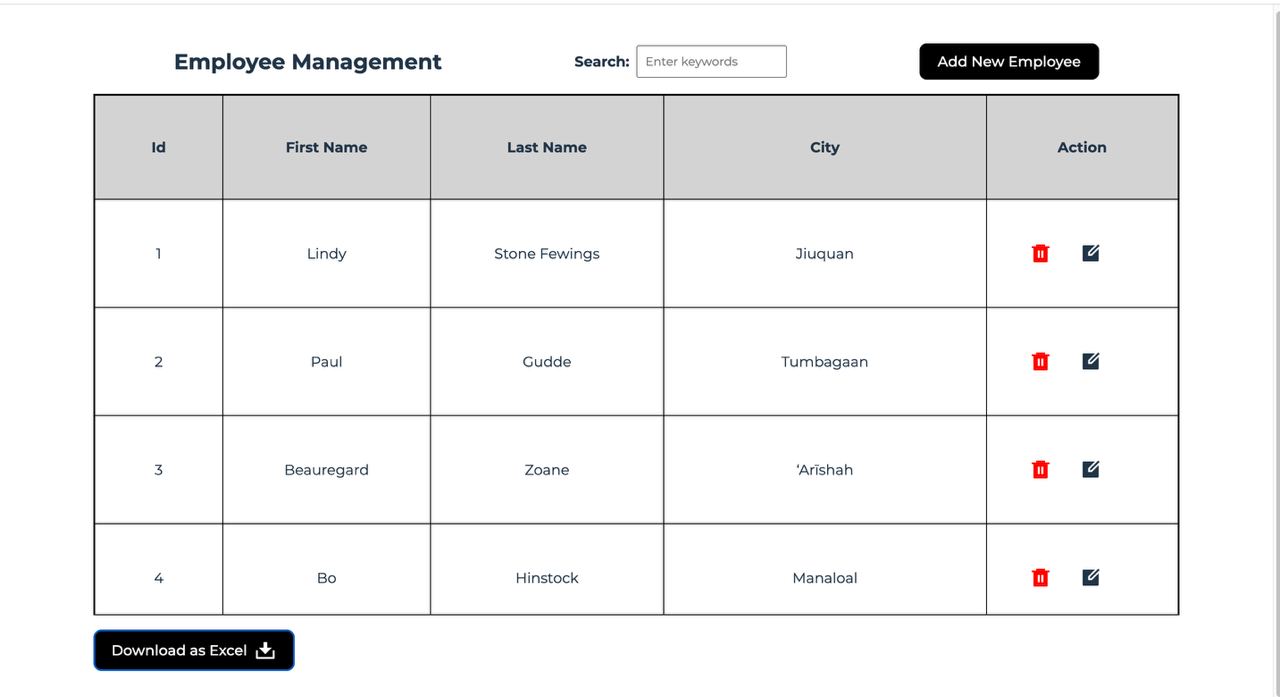 Employee Management Search: Enter keywords Add New Employee
Id First Name Last Name City Action
1 Lindy Stone Fewings Jiuquan
2 Paul Gudde Tumbagaan
3 Beauregard Zoane ‘Arīshah
4 Bo Hinstock Manaloal
Download as Excel